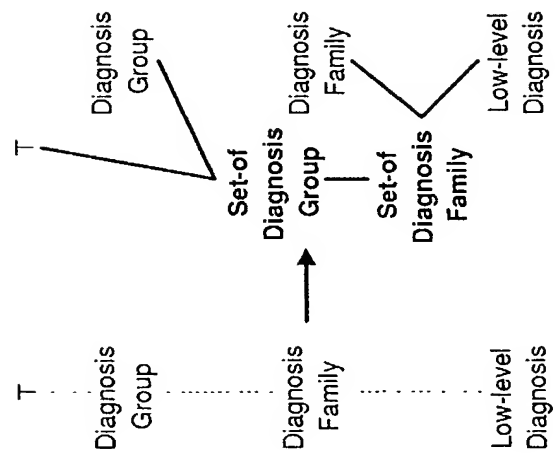 T
Diagnosis
Group
Diagnosis
Family
Low-level
Diagnosis
T
Diagnosis
Group
Set-of
Diagnosis
Group
Diagnosis
Family
Set-of
Diagnosis
Family
Low-level
Diagnosis